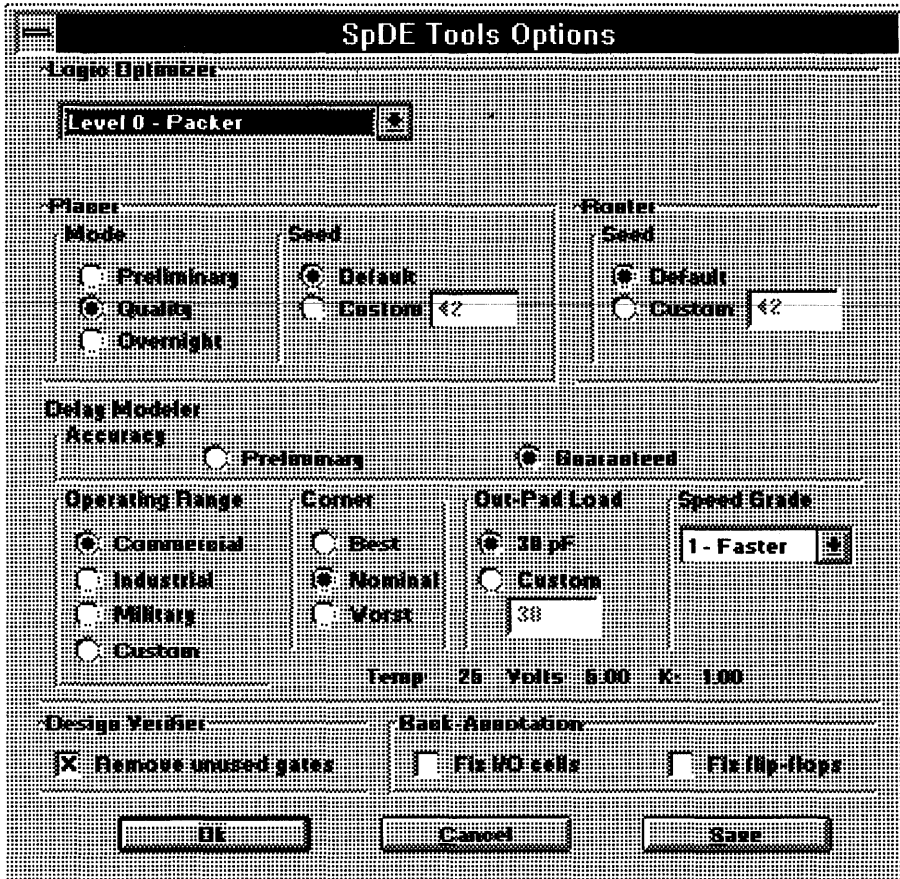 SpDE Tools Options
Logic Optimizer
Level 0 - Packer
Placer
Mode
Preliminary
Quality
Overnight
Seed
Default
Custom 42
Router
Seed
Default
Custom 42
Delay Modeler
Accuracy
Preliminary
Guaranteed
Operating Range
Commercial
Industrial
Military
Custom
Corner
Best
Nominal
Worst
Out-Pad Load
30 pF
Custom
30
Speed Grade
1 - Faster
Temp 25 Volts 5.00 K: 1.00
Design Verifier
X Remove unused gates
Back-Annotation
Fix I/O cells
Fix flip-flops
Ok
Cancel
Save